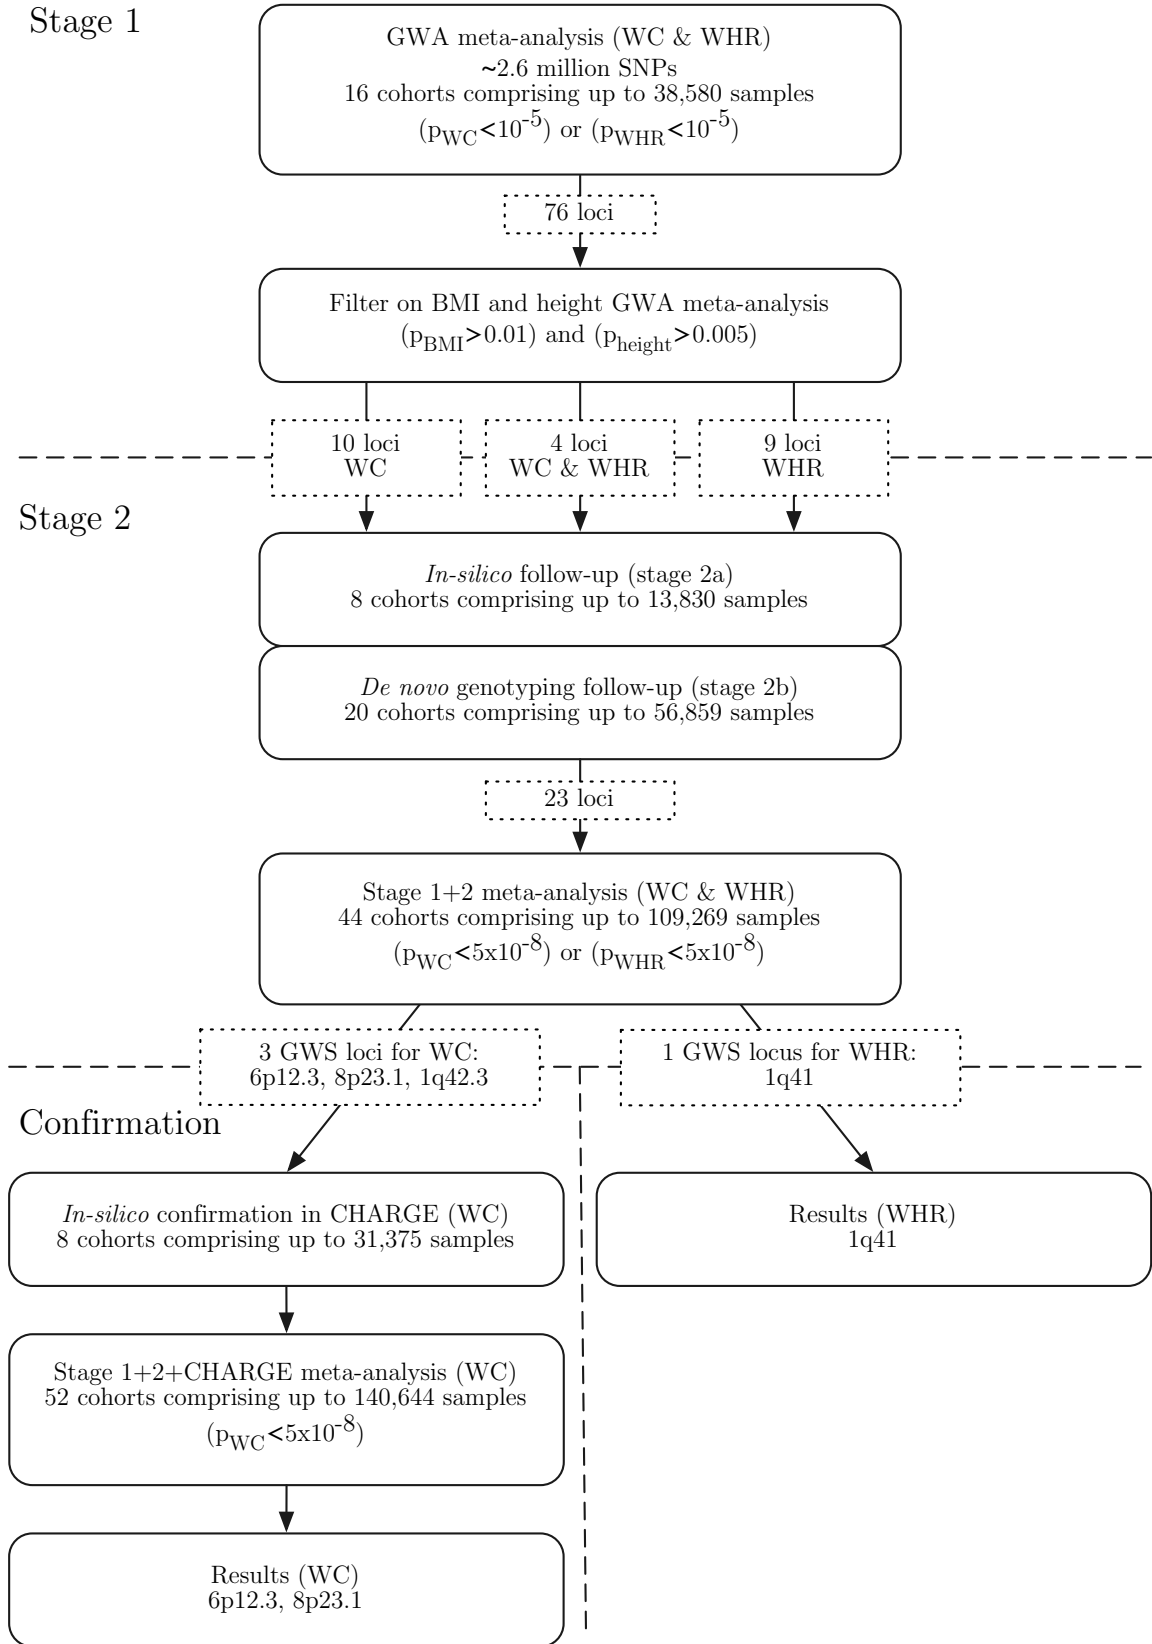 Stage 1
GWA meta-analysis (WC & WHR)
~2.6 million SNPs
16 cohorts comprising up to 38,580 samples
(pWC<10-5) or (pWHR<10-5)
76 loci
Filter on BMI and height GWA meta-analysis
(pBMI>0.01) and (pheight>0.005)
10 loci
WC
4 loci
WC & WHR
9 loci
WHR
Stage 2
In-silico follow-up (stage 2a)
8 cohorts comprising up to 13,830 samples
De novo genotyping follow-up (stage 2b)
20 cohorts comprising up to 56,859 samples
23 loci
Stage 1+2 meta-analysis (WC & WHR)
44 cohorts comprising up to 109,269 samples
(pWC<5x10-8) or (pWHR<5x10-8)
3 GWS loci for WC:
6p12.3, 8p23.1, 1q42.3
1 GWS locus for WHR:
1q41
Confirmation
In-silico confirmation in CHARGE (WC)
8 cohorts comprising up to 31,375 samples
Results (WHR)
1q41
Stage 1+2+CHARGE meta-analysis (WC)
52 cohorts comprising up to 140,644 samples
(pWC<5x10-8)
Results (WC)
6p12.3, 8p23.1